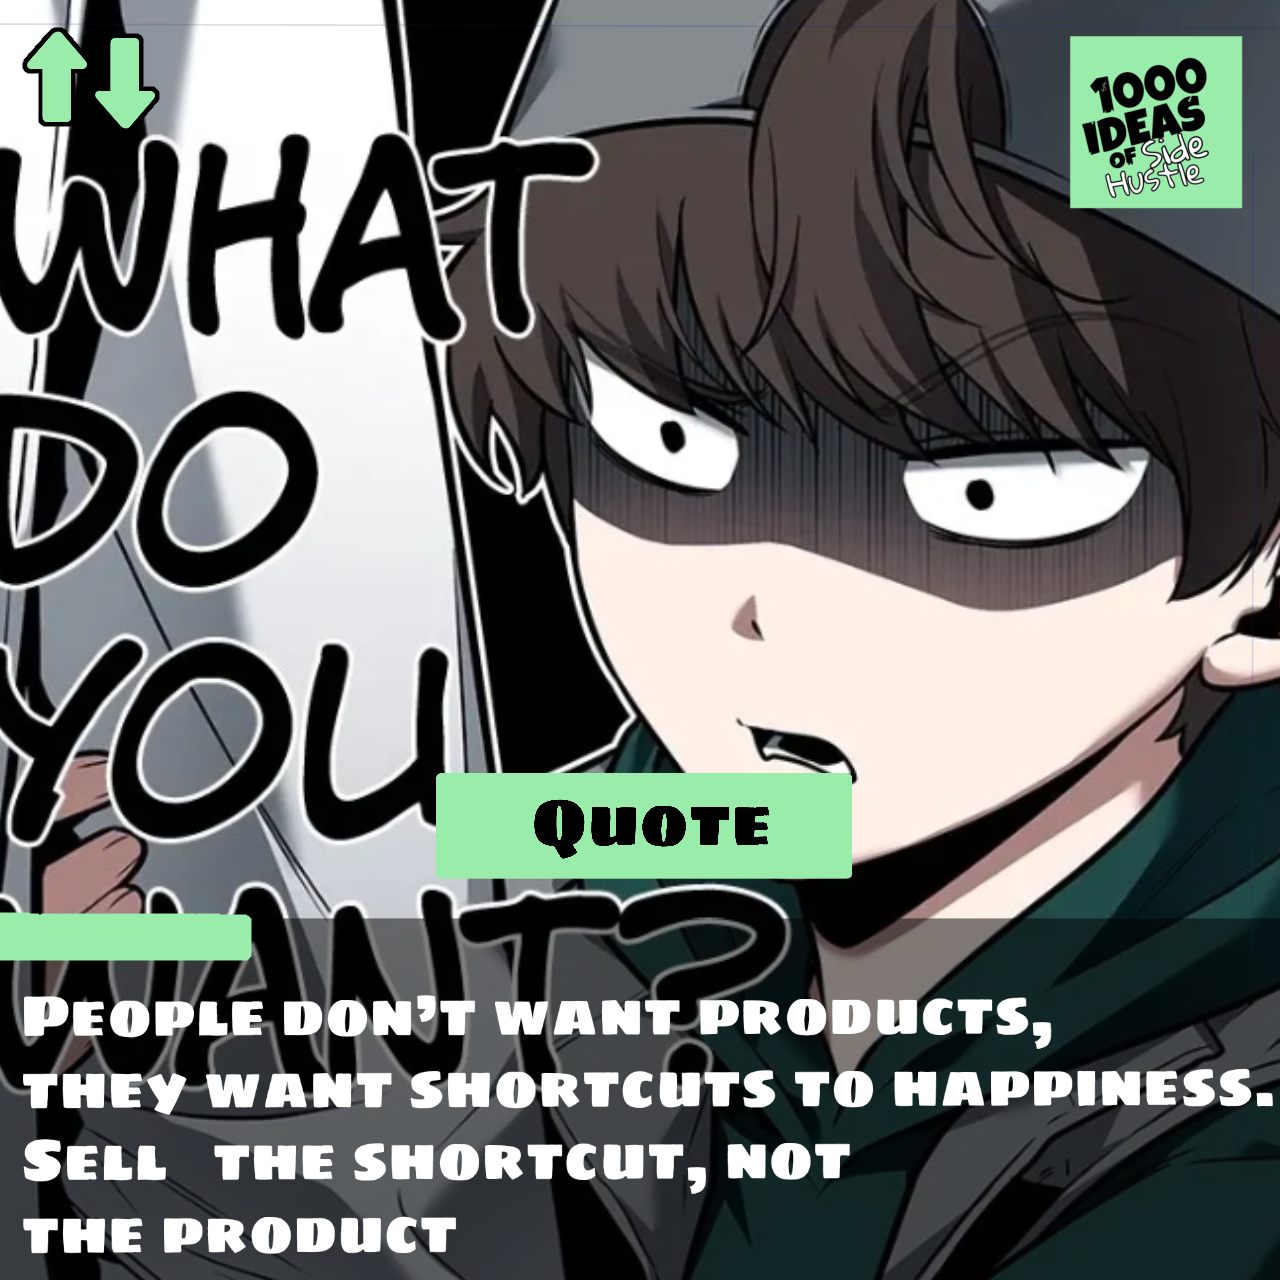 1000
IDEAS
OF Side
Hustle
WHAT
DO
YOU
WANT?
QUOTE
PEOPLE DON'T WANT PRODUCTS,
THEY WANT SHORTCUTS TO HAPPINESS.
SELL THE SHORTCUT, NOT
THE PRODUCT